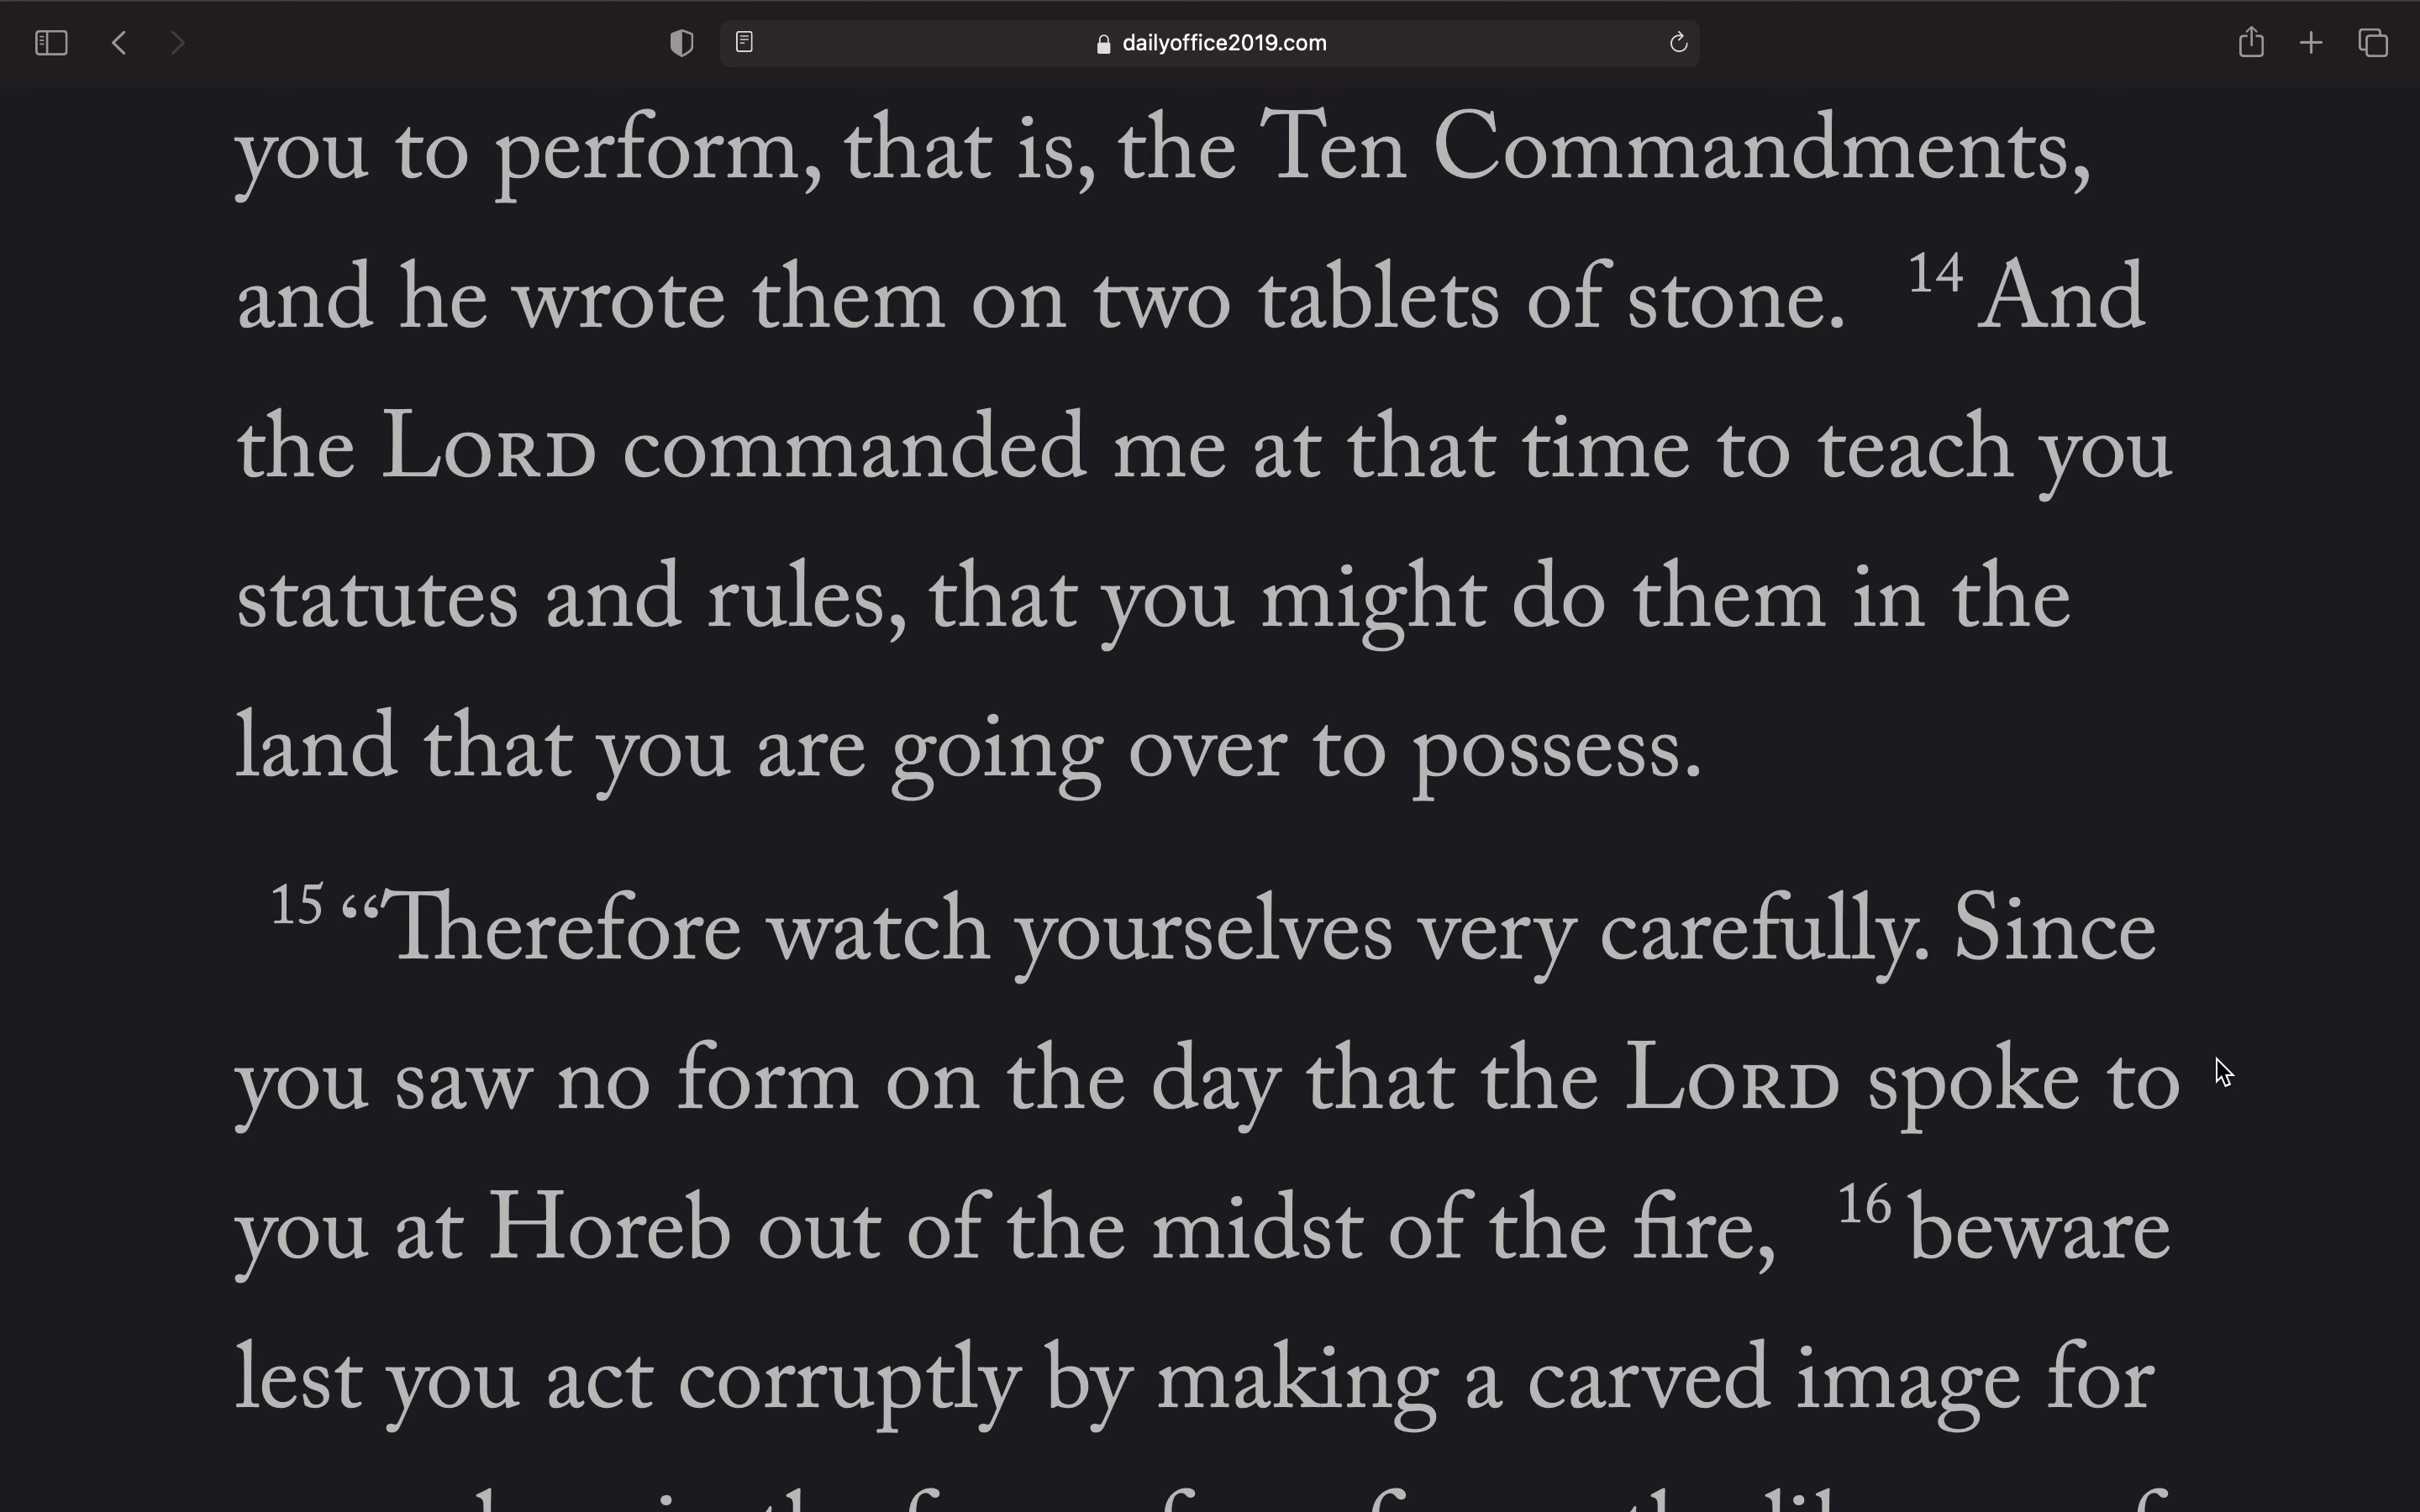 dailyoffice2019.com
you to perform, that is, the Ten Commandments,
and he wrote them on two tablets of stone. 14 And
the LORD commanded me at that time to teach you
statutes and rules, that you might do them in the
land that you are going over to possess.
15 “Therefore watch yourselves very carefully. Since
you saw no form on the day that the LORD spoke to
you at Horeb out of the midst of the fire, 16 beware
lest you act corruptly by making a carved image for